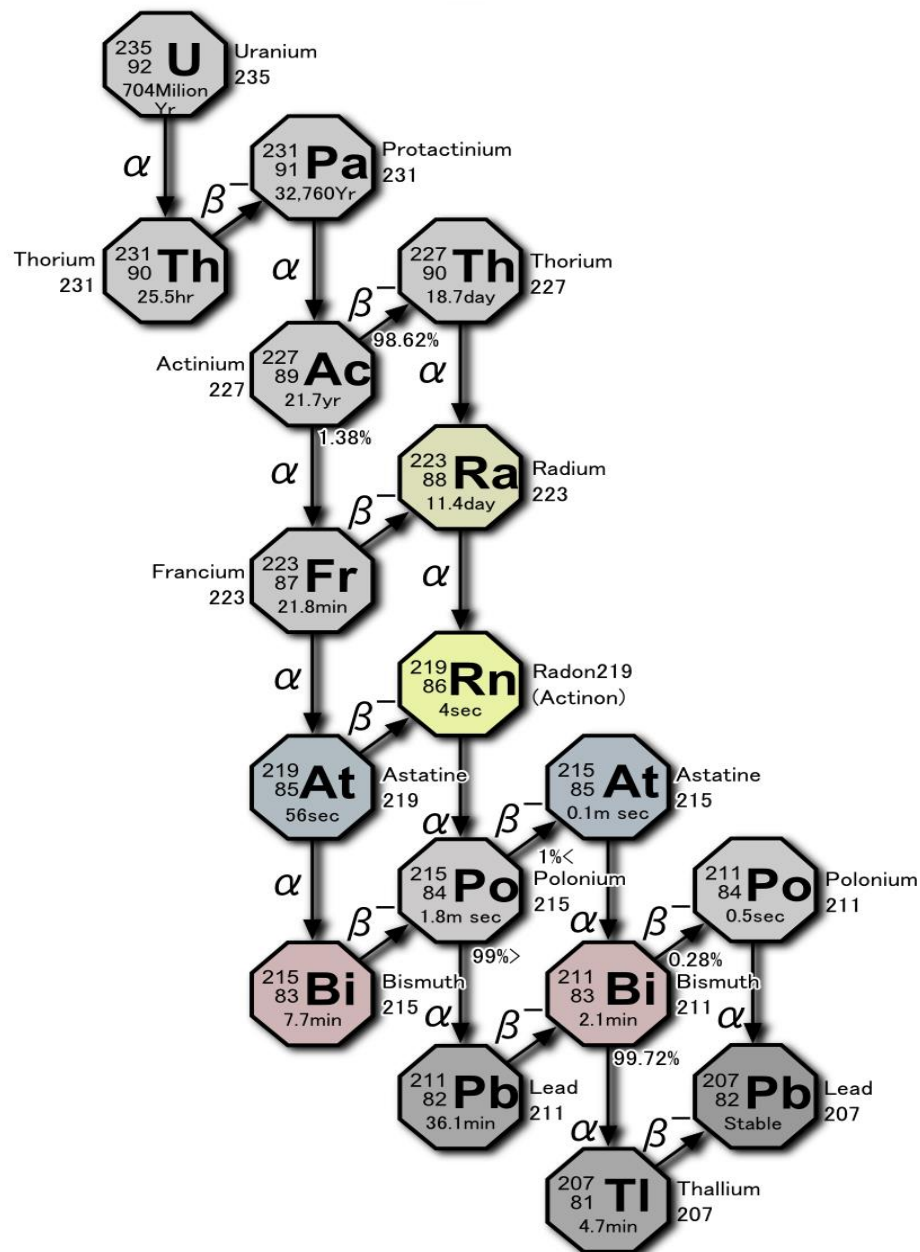 235
92 U
704Milion
Yr
Uranium
235
α
231
91 Pa
32,760Yr
Protactinium
231
β−
Thorium
231
231
90 Th
25.5hr
α
227
90 Th
18.7day
Thorium
227
β−
98.62%
Actinium
227
227
89 Ac
21.7yr
1.38%
α
α
223
88 Ra
11.4day
Radium
223
β−
Francium
223
223
87 Fr
21.8min
α
α
219
86 Rn
4sec
Radon219
(Actinon)
β−
219
85 At
56sec
Astatine
219
α
215
85 At
0.1m sec
Astatine
215
β−
1%<
α
215
84 Po
1.8m sec
Polonium
215
99%>
211
84 Po
0.5sec
Polonium
211
β−
α
β−
0.28%
215
83 Bi
7.7min
Bismuth
215
211
83 Bi
2.1min
Bismuth
211
99.72%
α
β−
α
211
82 Pb
36.1min
Lead
211
207
82 Pb
Stable
Lead
207
α
β−
207
81 Tl
4.7min
Thallium
207